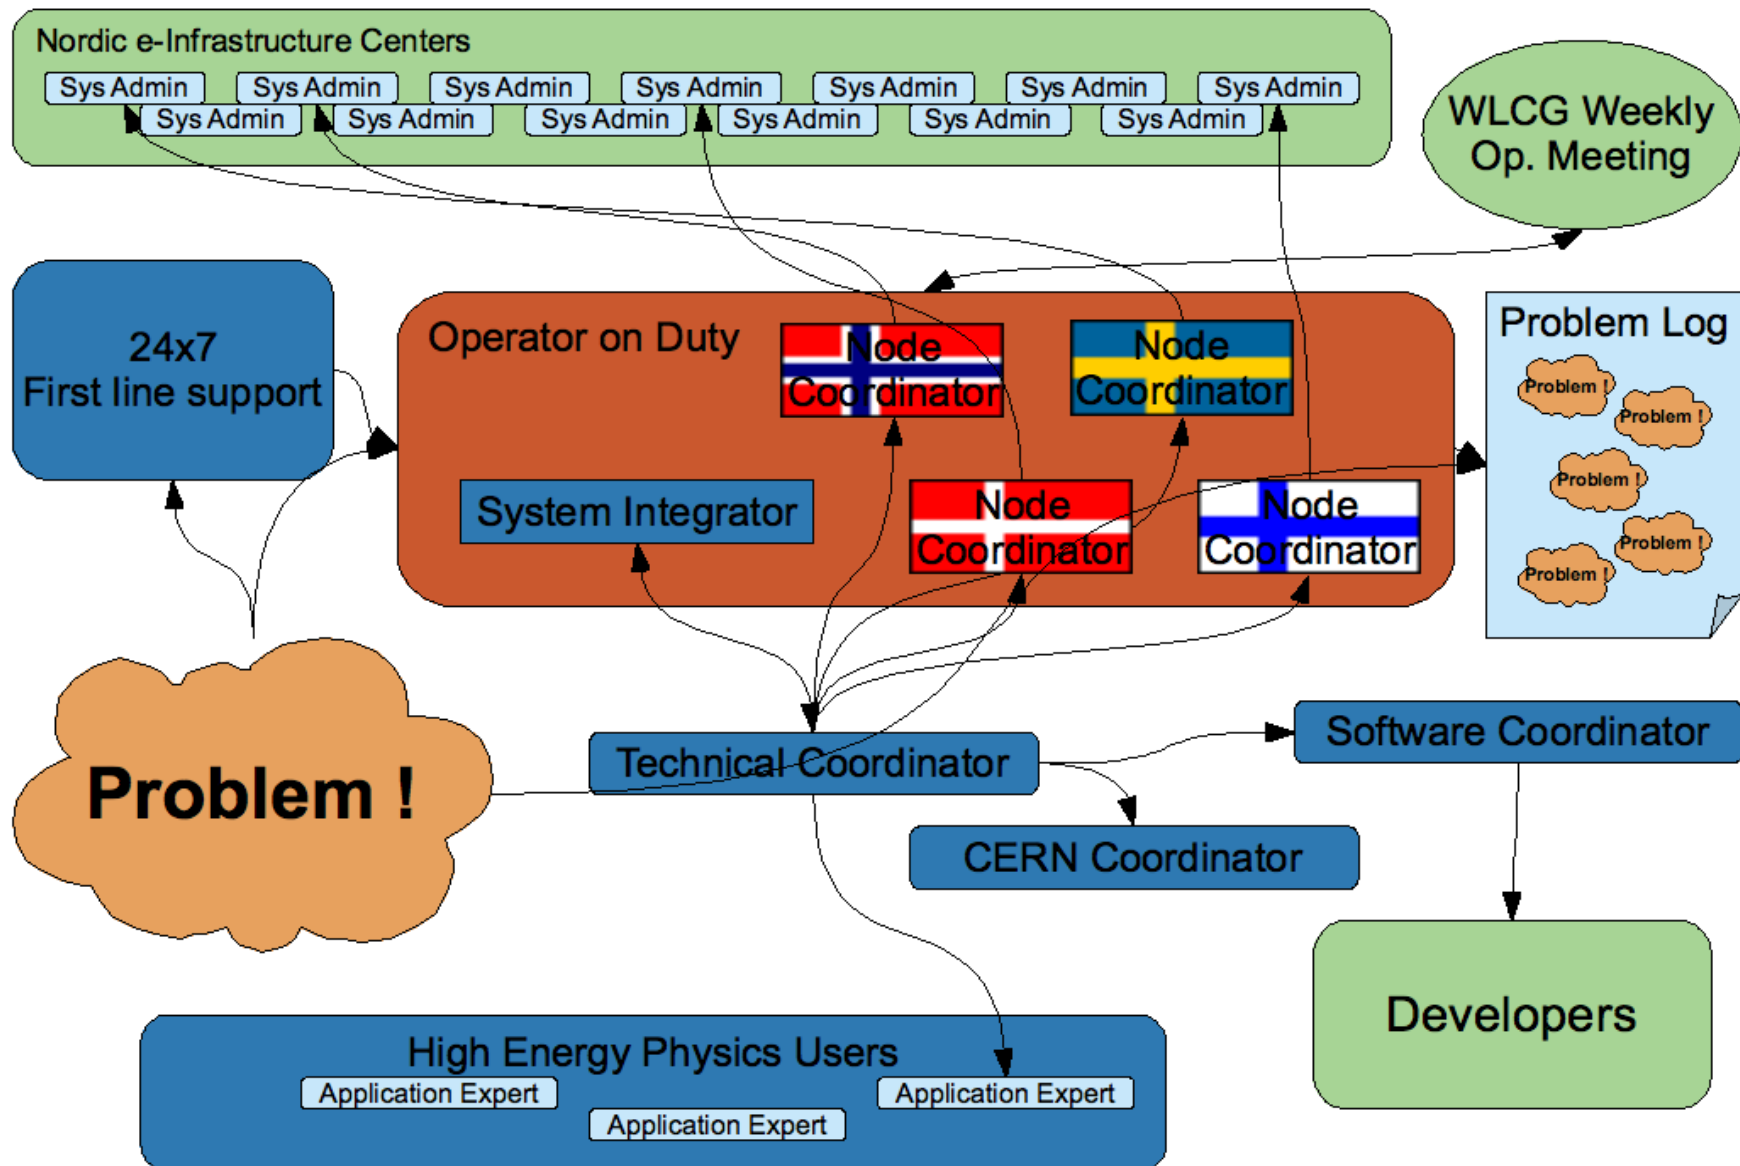 Nordic e-Infrastructure Centers
Sys Admin Sys Admin Sys Admin Sys Admin Sys Admin Sys Admin Sys Admin
Sys Admin Sys Admin Sys Admin Sys Admin Sys Admin Sys Admin
WLCG Weekly
Op. Meeting
24x7
First line support
Operator on Duty
Node
Coordinator
Node
Coordinator
System Integrator
Node
Coordinator
Node
Coordinator
Problem Log
Problem !
Problem !
Problem !
Problem !
Problem !
Problem !
Technical Coordinator
Software Coordinator
CERN Coordinator
Developers
High Energy Physics Users
Application Expert
Application Expert
Application Expert